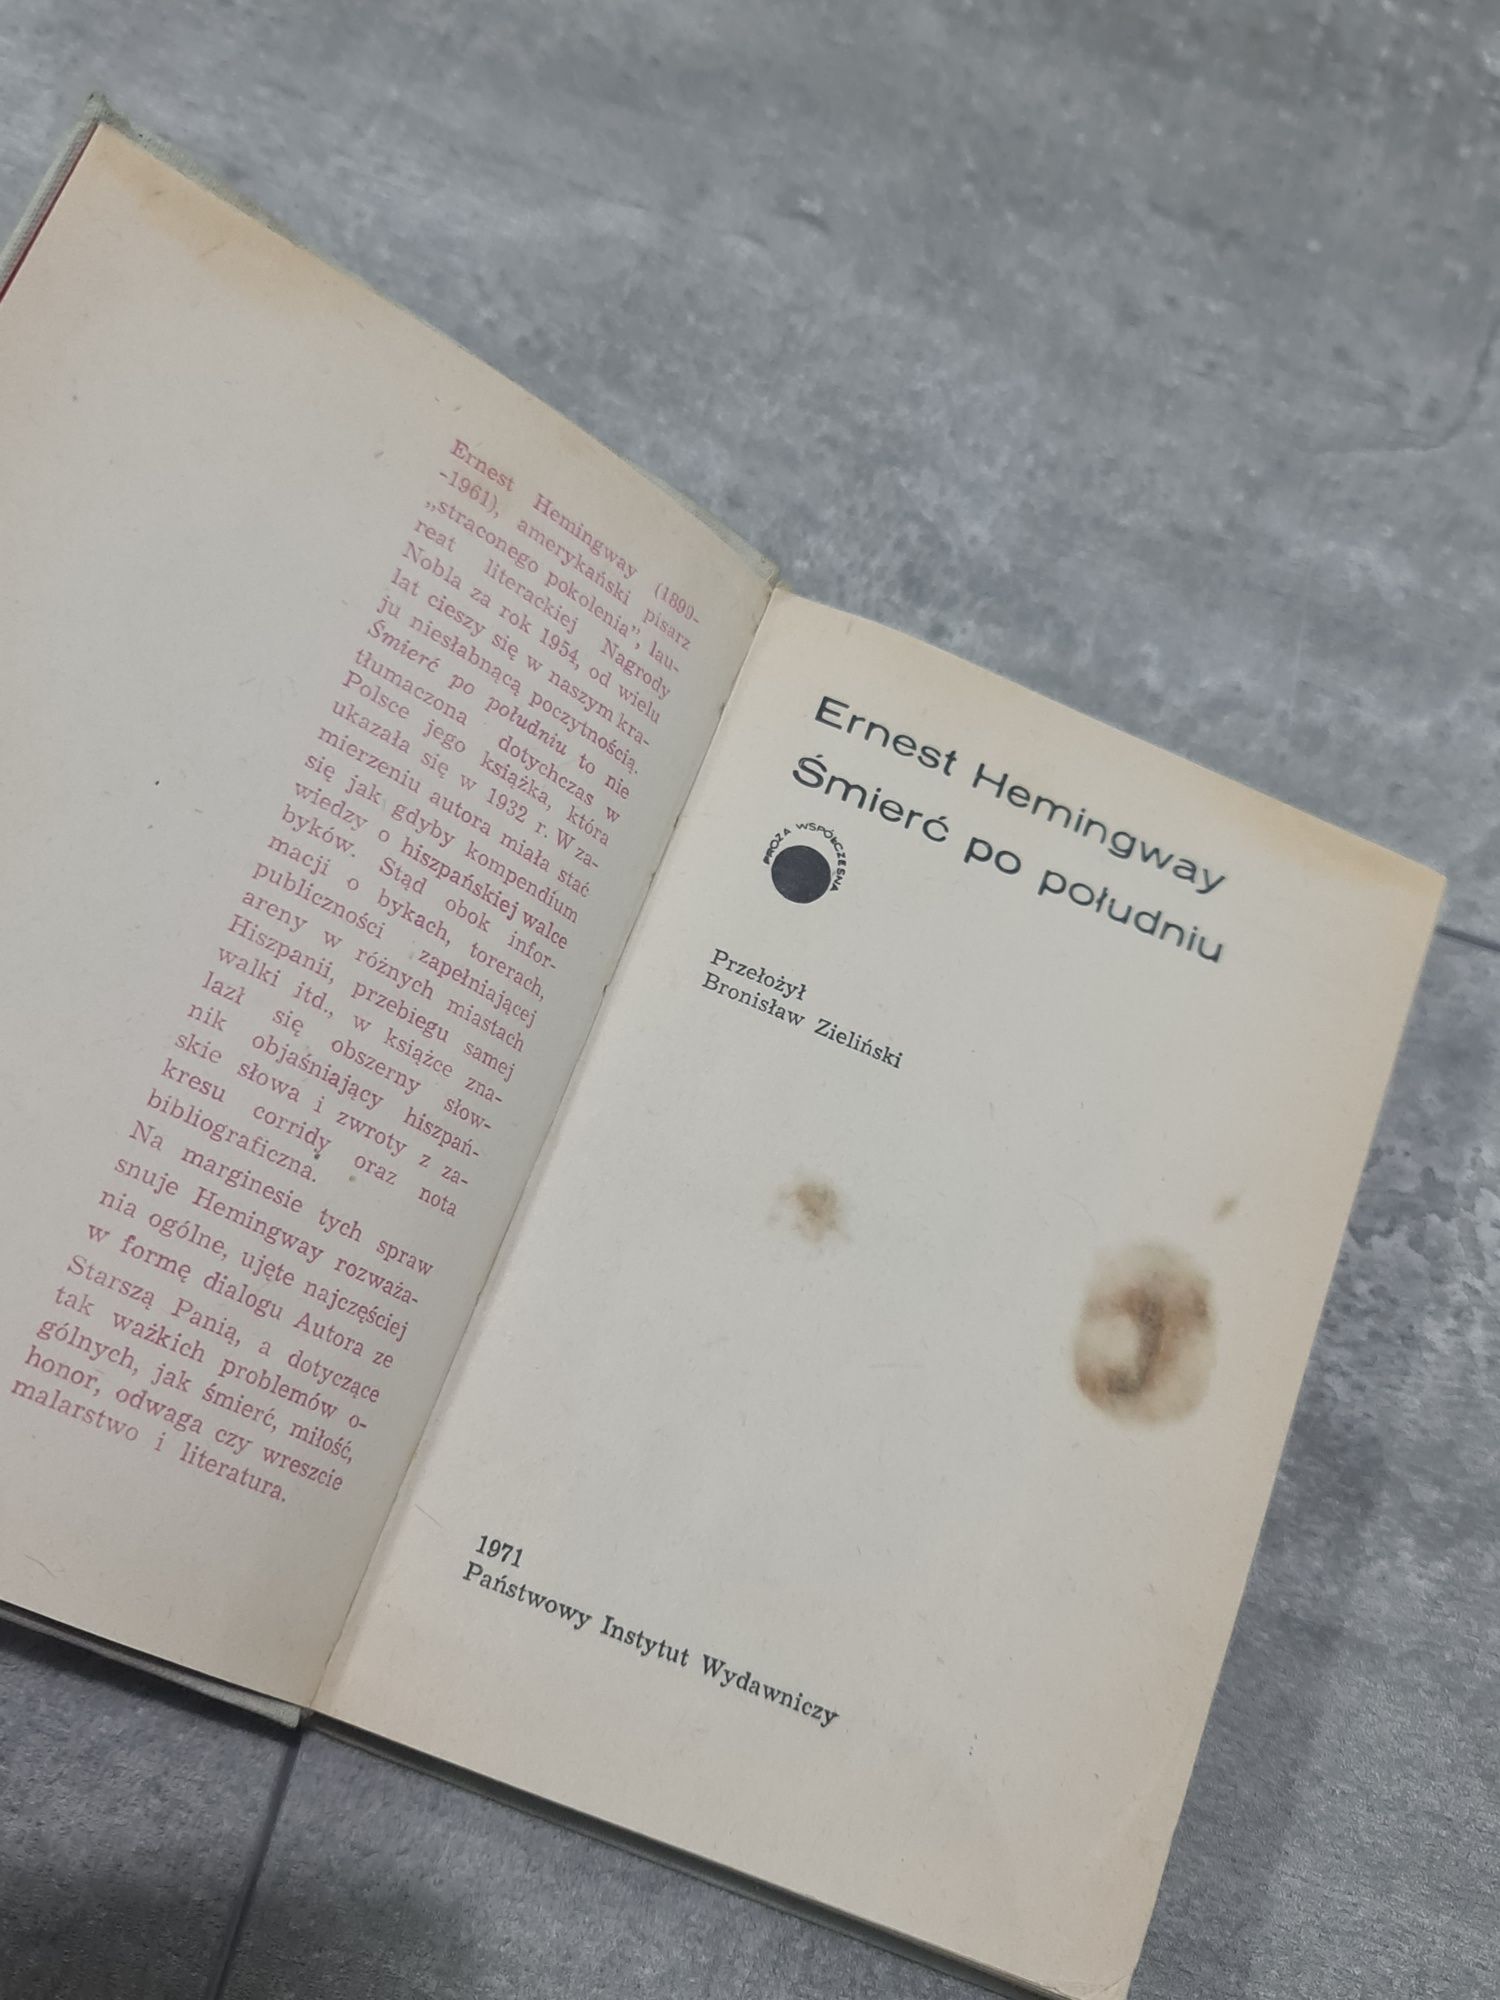 Ernest Hemingway (1899-
-1961), amerykański pisarz
„straconego pokolenia”, lau-
reat literackiej Nagrody
Nobla za rok 1954, od wielu
lat cieszy się w naszym kra-
ju niesłabnącą poczytnością.
Śmierć po południu to nie
tłumaczona dotychczas w
Polsce jego książka, która
ukazała się w 1932 r. W za-
mierzeniu autora miała stać
się jak gdyby kompendium
wiedzy o hiszpańskiej walce
byków. Stąd obok infor-
macji o bykach, torerach,
publiczności zapełniającej
areny w różnych miastach
Hiszpanii, przebiegu samej
walki itd., w książce zna-
lazł się obszerny słow-
nik objaśniający hiszpań-
skie słowa i zwroty z za-
kresu corridy oraz nota
bibliograficzna.
Na marginesie tych spraw
snuje Hemingway rozważa-
nia ogólne, ujęte najczęściej
w formę dialogu Autora ze
Starszą Panią, a dotyczące
tak ważkich problemów o-
gólnych, jak śmierć, miłość,
honor, odwaga czy wreszcie
malarstwo i literatura.
Ernest Hemingway
Śmierć po południu
PROZA WSPÓŁCZESNA
Przełożył
Bronisław Zieliński
1971
Państwowy Instytut Wydawniczy